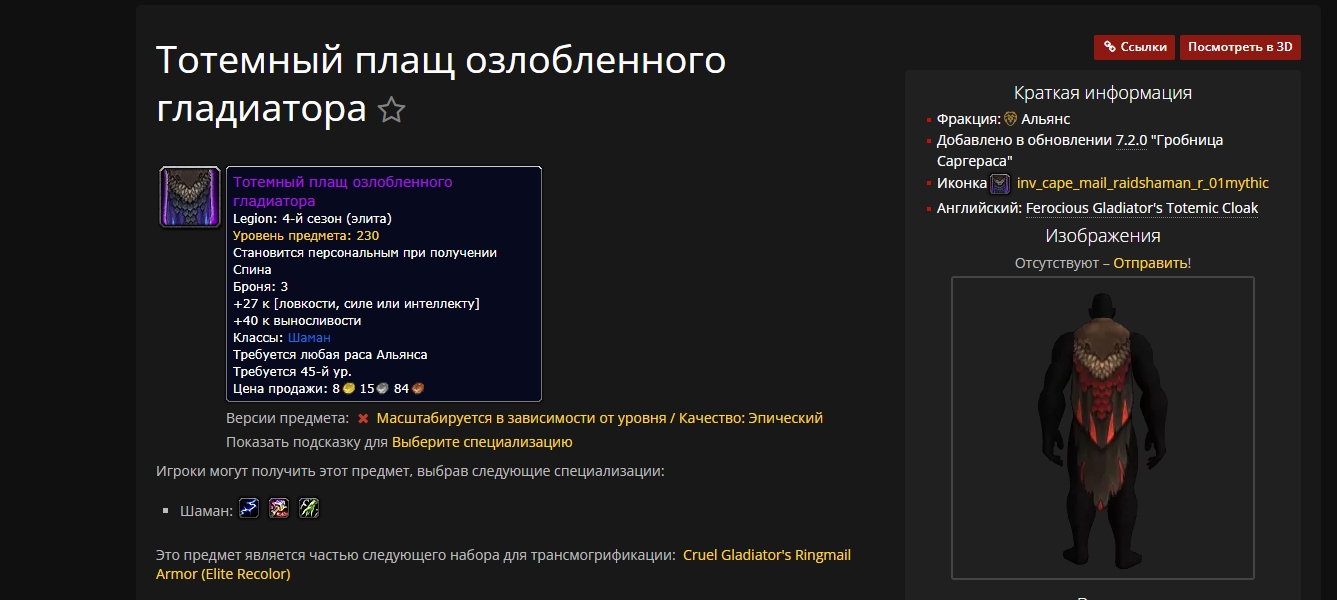 Тотемный плащ озлобленного
гладиатора
Тотемный плащ озлобленного
гладиатора
Legion: 4-й сезон (элита)
Уровень предмета: 230
Становится персональным при получении
Спина
Броня: 3
+27 к [ловкости, силе или интеллекту]
+40 к выносливости
Классы: Шаман
Требуется любая раса Альянса
Требуется 45-й ур.
Цена продажи: 8 15 84
Версии предмета: Масштабируется в зависимости от уровня / Качество: Эпический
Показать подсказку для Выберите специализацию
Игроки могут получить этот предмет, выбрав следующие специализации:
Шаман:
Это предмет является частью следующего набора для трансмогрификации: Cruel Gladiator's Ringmail
Armor (Elite Recolor)
Ссылки
Посмотреть в 3D
Краткая информация
Фракция: Альянс
Добавлено в обновлении 7.2.0 "Гробница
Саргераса"
Иконка inv_cape_mail_raidshaman_r_01mythic
Английский: Ferocious Gladiator's Totemic Cloak
Изображения
Отсутствуют – Отправить!